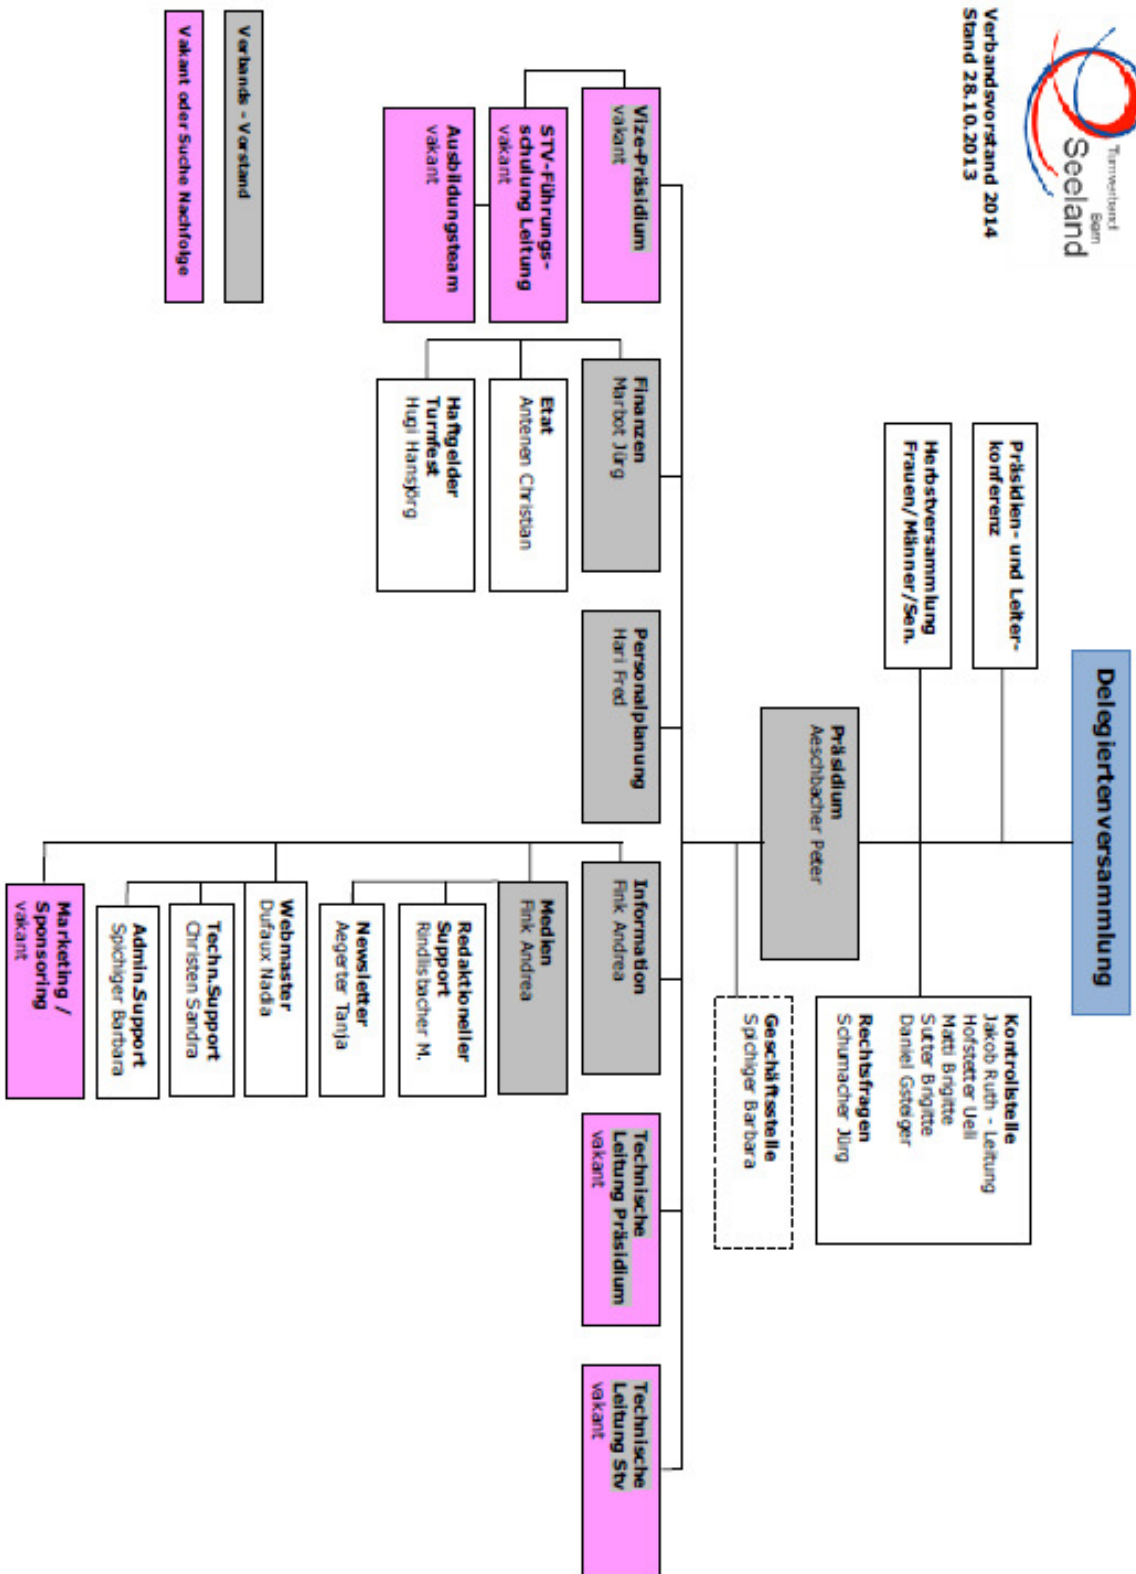 Turnverband
Bern
Seeland
Verbandsvorstand 2014
Stand 28.10.2013
Delegiertenversammlung
Präsidien- und Leiter-
konferenz
Herbstversammlung
Frauen/Männer/Sen.
Kontrollstelle
Jakob Ruth - Leitung
Hofstetter Ueli
Matti Brigitte
Sutter Brigitte
Daniel Gsteiger
Rechtsfragen
Schumacher Jürg
Präsidium
Aeschbacher Peter
Geschäftsstelle
Spichiger Barbara
Vize-Präsidium
vakant
STV-Führungs-
schulung Leitung
vakant
Ausbildungsteam
vakant
Finanzen
Marbot Jürg
Etat
Antenen Christian
Haftgelder
Turnfest
Hugi Hansjörg
Personalplanung
Hari Fred
Information
Fink Andrea
Medien
Fink Andrea
Redaktioneller
Support
Rindlisbacher M.
Newsletter
Aegerter Tanja
Webmaster
Dufaux Nadia
Techn.Support
Christen Sandra
Admin.Support
Spichiger Barbara
Marketing /
Sponsoring
vakant
Technische
Leitung Präsidium
vakant
Technische
Leitung Stv
vakant
Verbands - Vorstand
Vakant oder Suche Nachfolge